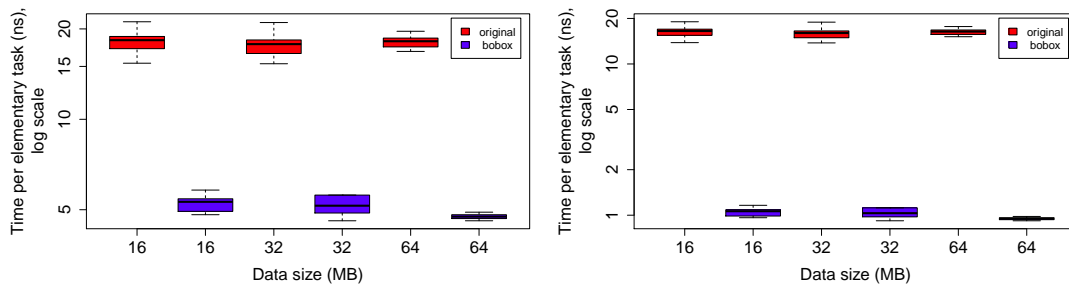 Time per elementary task (ns),
log scale
20
15
10
5
original
bobox
16 16 32 32 64 64
Data size (MB)
Time per elementary task (ns),
log scale
20
10
5
2
1
original
bobox
16 16 32 32 64 64
Data size (MB)